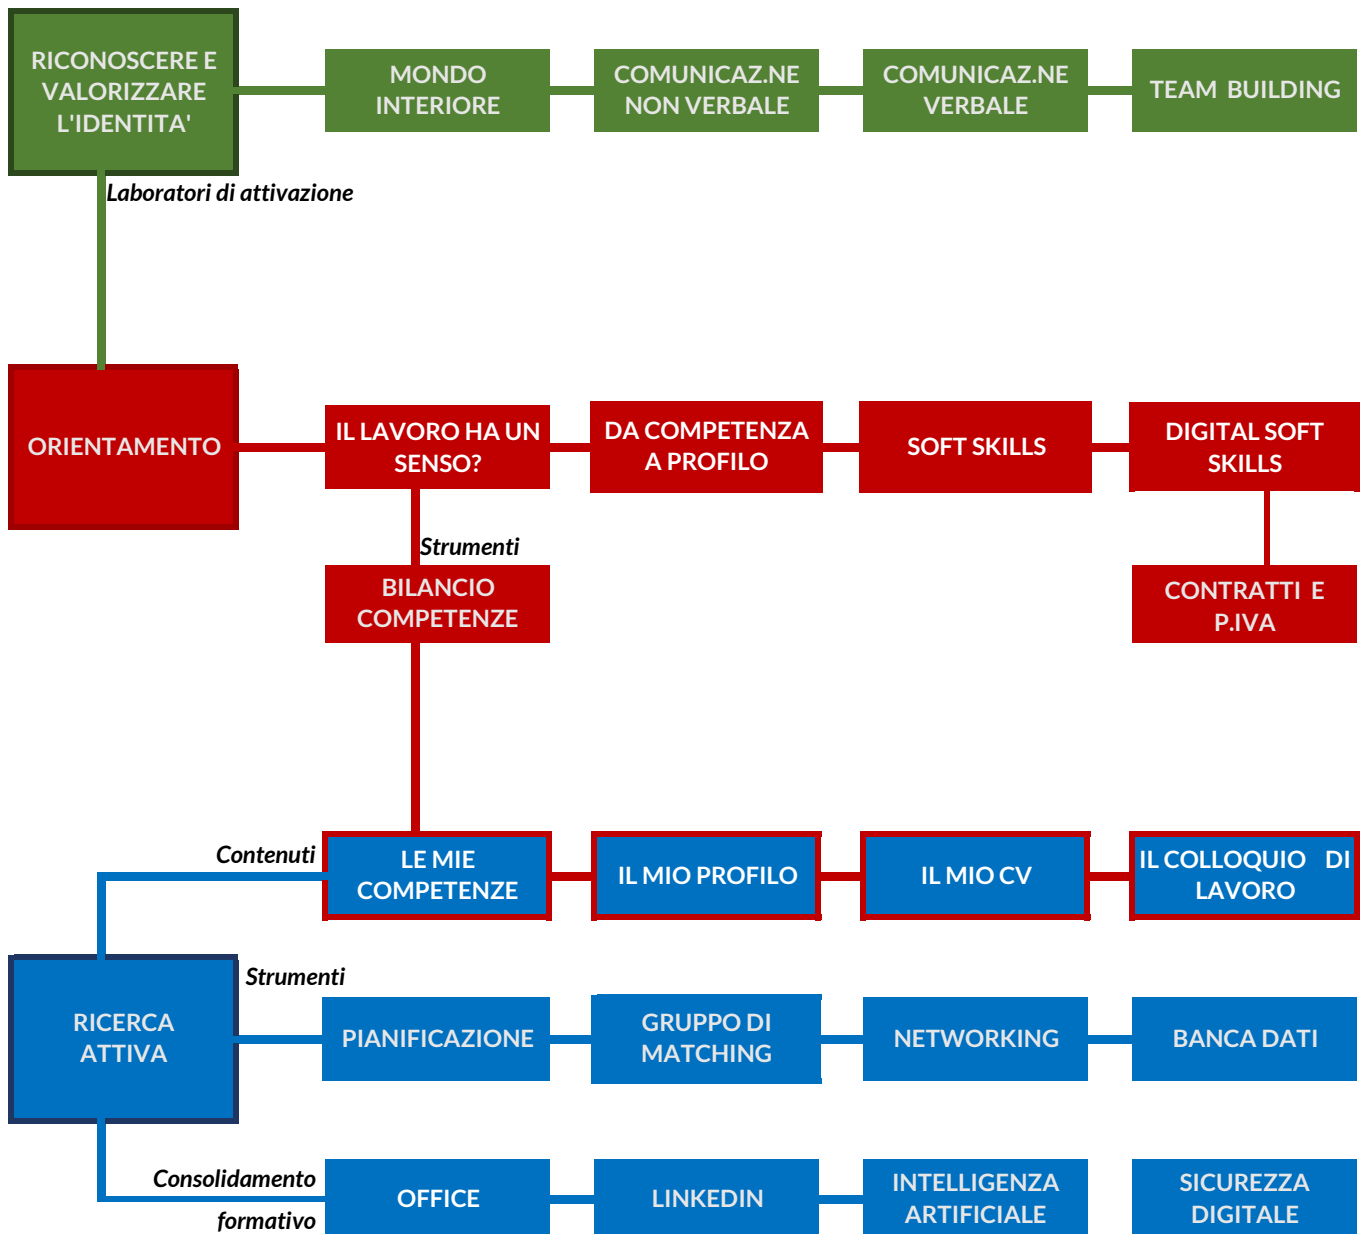 RICONOSCERE E
VALORIZZARE
L'IDENTITA'
MONDO
INTERIORE
COMUNICAZ.NE
NON VERBALE
COMUNICAZ.NE
VERBALE
TEAM BUILDING
Laboratori di attivazione
ORIENTAMENTO
IL LAVORO HA UN
SENSO?
DA COMPETENZA
A PROFILO
SOFT SKILLS
DIGITAL SOFT
SKILLS
Strumenti
BILANCIO
COMPETENZE
CONTRATTI E
P.IVA
Contenuti
LE MIE
COMPETENZE
IL MIO PROFILO
IL MIO CV
IL COLLOQUIO DI
LAVORO
RICERCA
ATTIVA
Strumenti
PIANIFICAZIONE
GRUPPO DI
MATCHING
NETWORKING
BANCA DATI
Consolidamento
formativo
OFFICE
LINKEDIN
INTELLIGENZA
ARTIFICIALE
SICUREZZA
DIGITALE